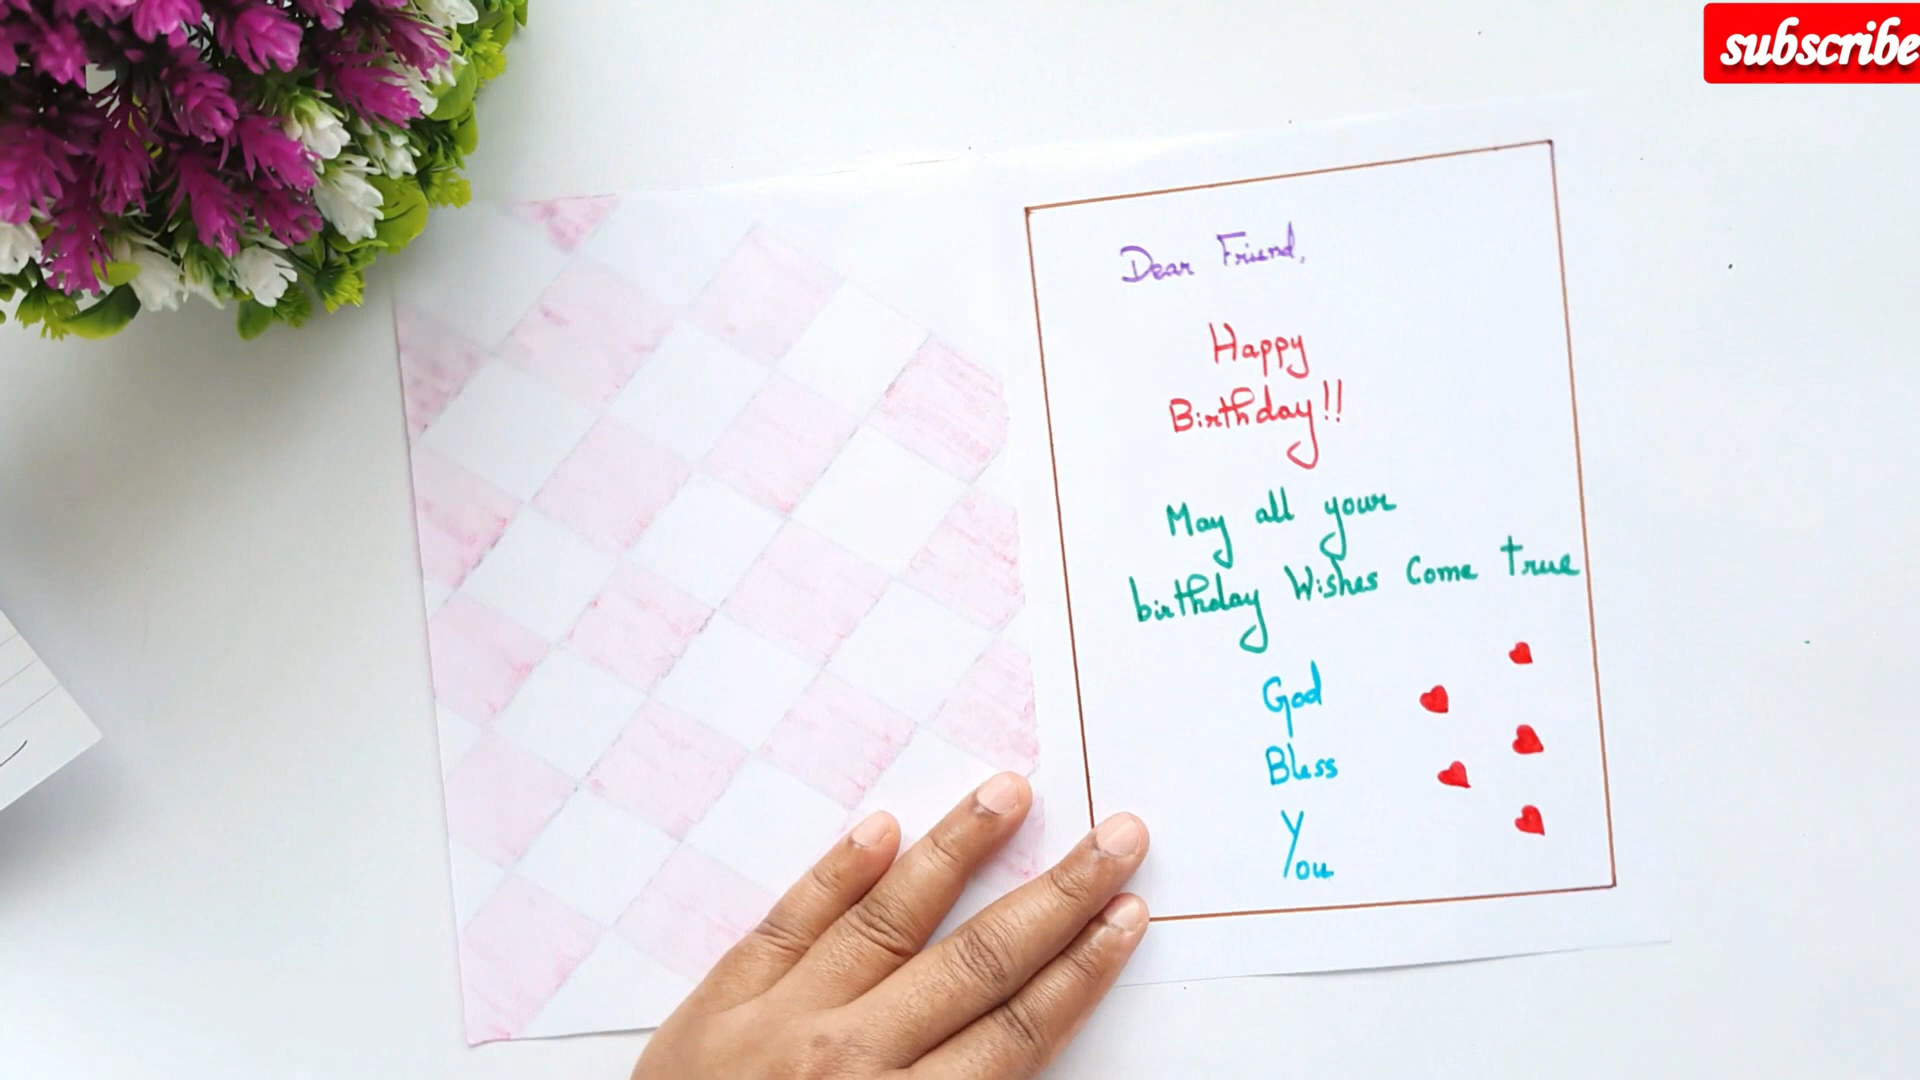 subscribe
Dear Friend,
Happy
Birthday!!
May all your
birthday Wishes Come True
God
Bless
You